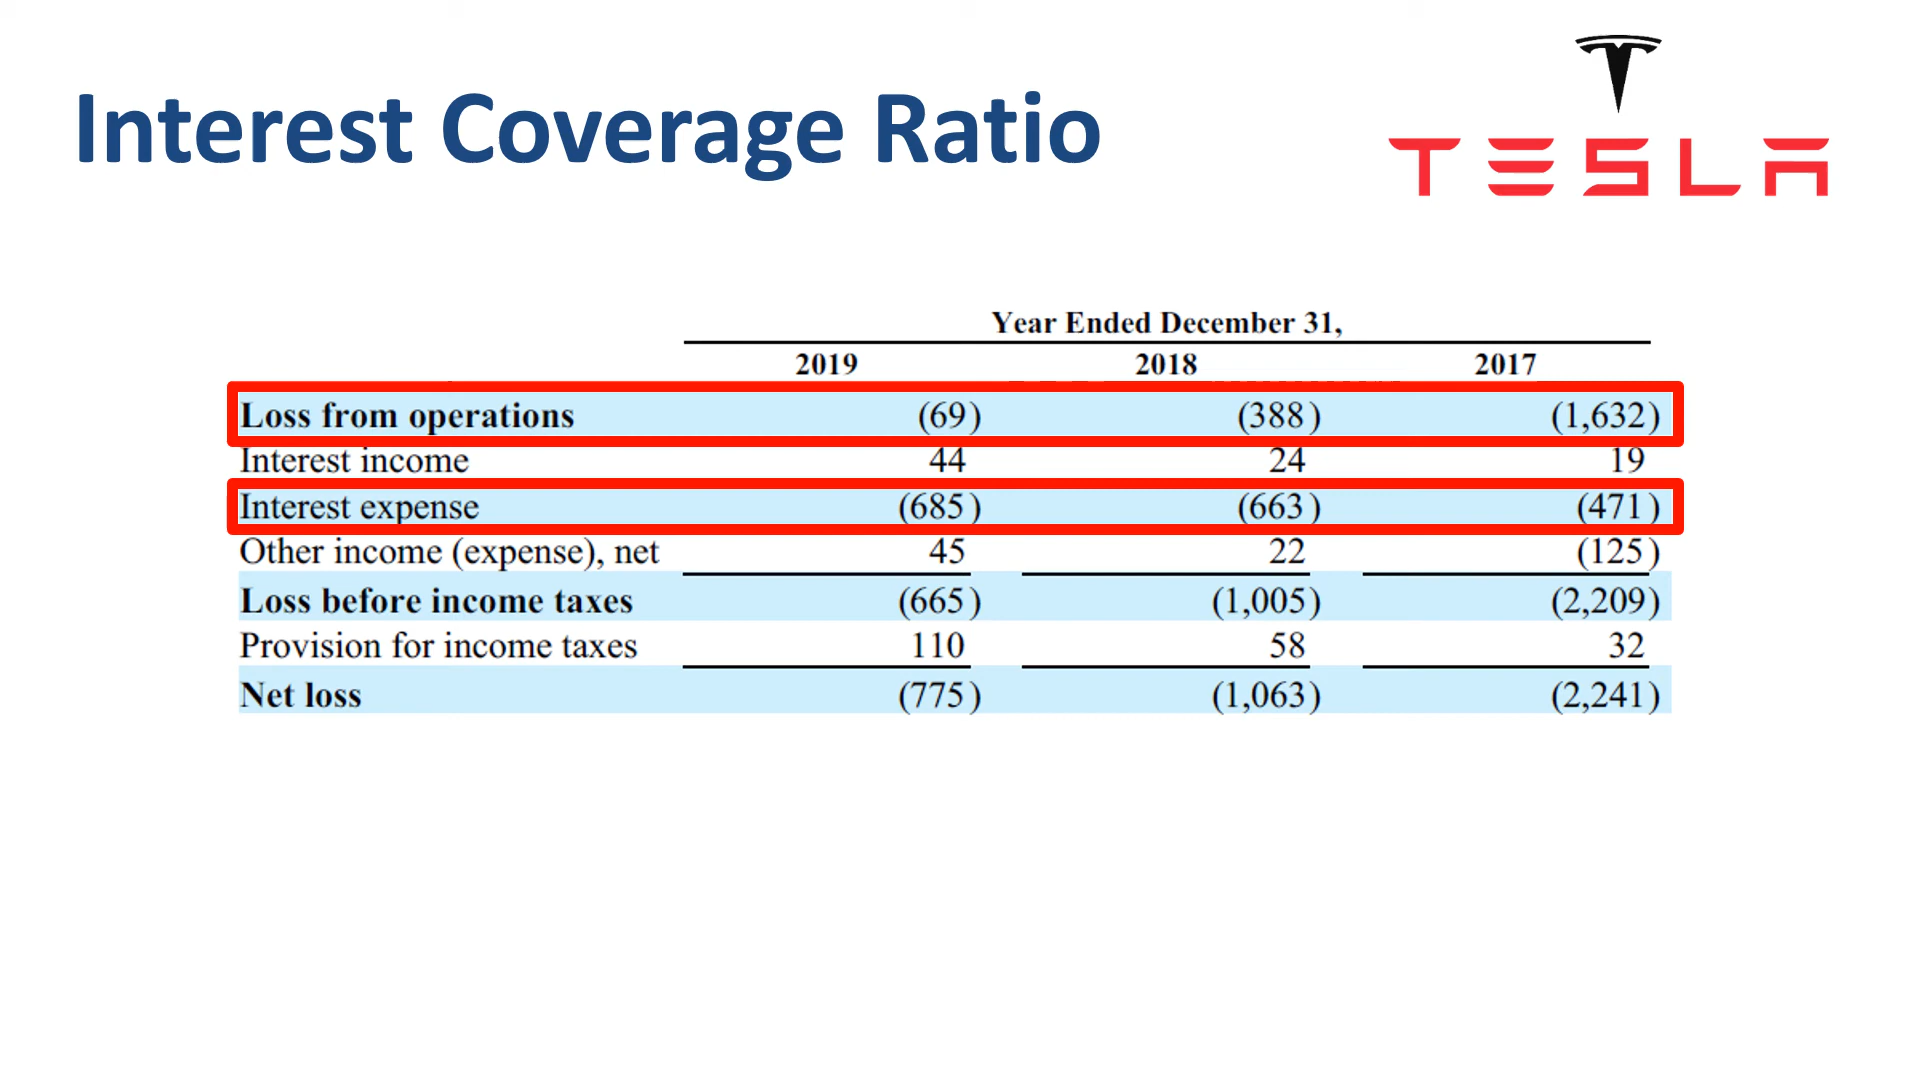 Interest Coverage Ratio
TESLA
Year Ended December 31,
2019 2018 2017
Loss from operations (69) (388) (1,632)
Interest income 44 24 19
Interest expense (685) (663) (471)
Other income (expense), net 45 22 (125)
Loss before income taxes (665) (1,005) (2,209)
Provision for income taxes 110 58 32
Net loss (775) (1,063) (2,241)